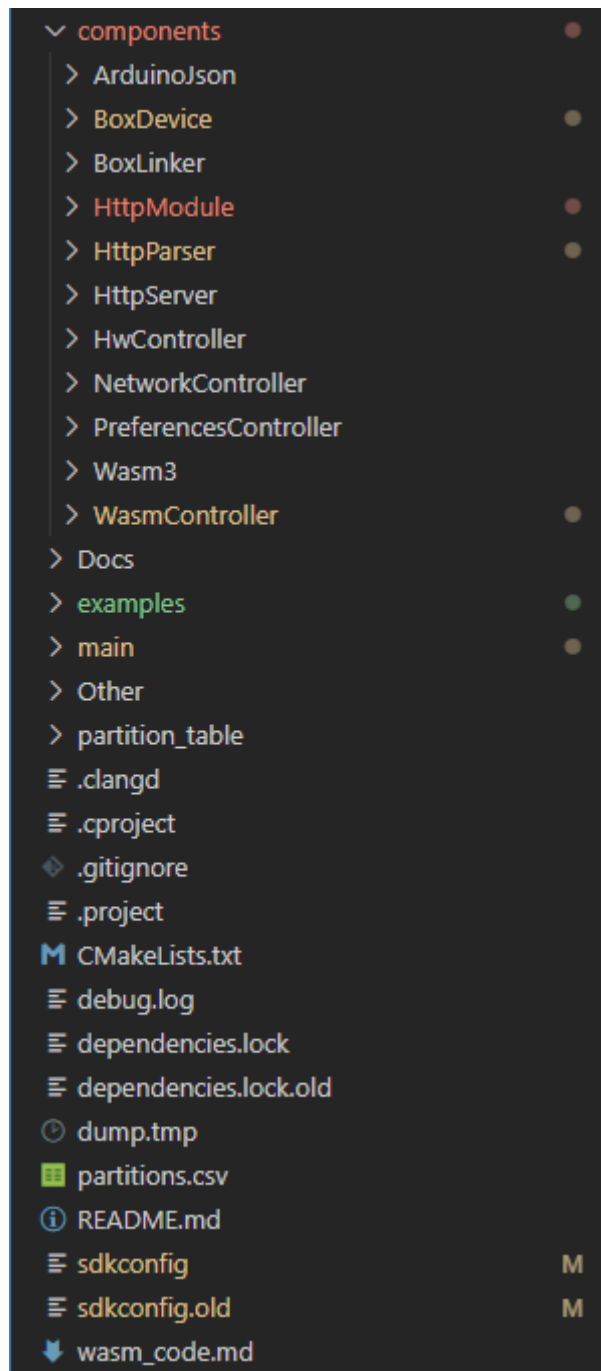 components
ArduinoJson
BoxDevice
BoxLinker
HttpModule
HttpParser
HttpServer
HwController
NetworkController
PreferencesController
Wasm3
WasmController
Docs
examples
main
Other
partition_table
.clangd
.cproject
.gitignore
.project
CMakeLists.txt
debug.log
dependencies.lock
dependencies.lock.old
dump.tmp
partitions.csv
README.md
sdkconfig M
sdkconfig.old M
wasm_code.md